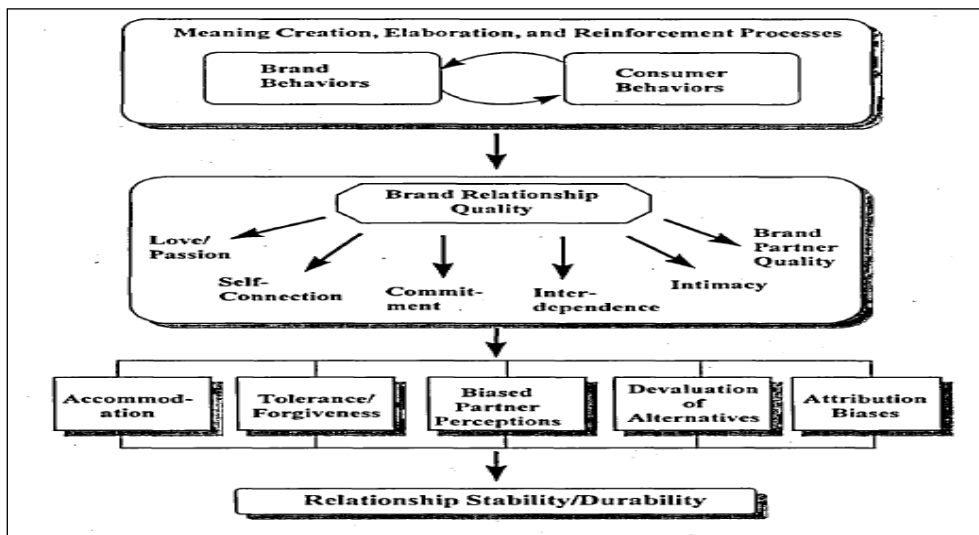 Meaning Creation, Elaboration, and Reinforcement Processes
Brand
Behaviors
Consumer
Behaviors
Brand Relationship
Quality
Love/
Passion
Self-
Connection
Commit-
ment
Inter-
dependence
Intimacy
Brand
Partner
Quality
Accommod-
ation
Tolerance/
Forgiveness
Biased
Partner
Perceptions
Devaluation
of
Alternatives
Attribution
Biases
Relationship Stability/Durability